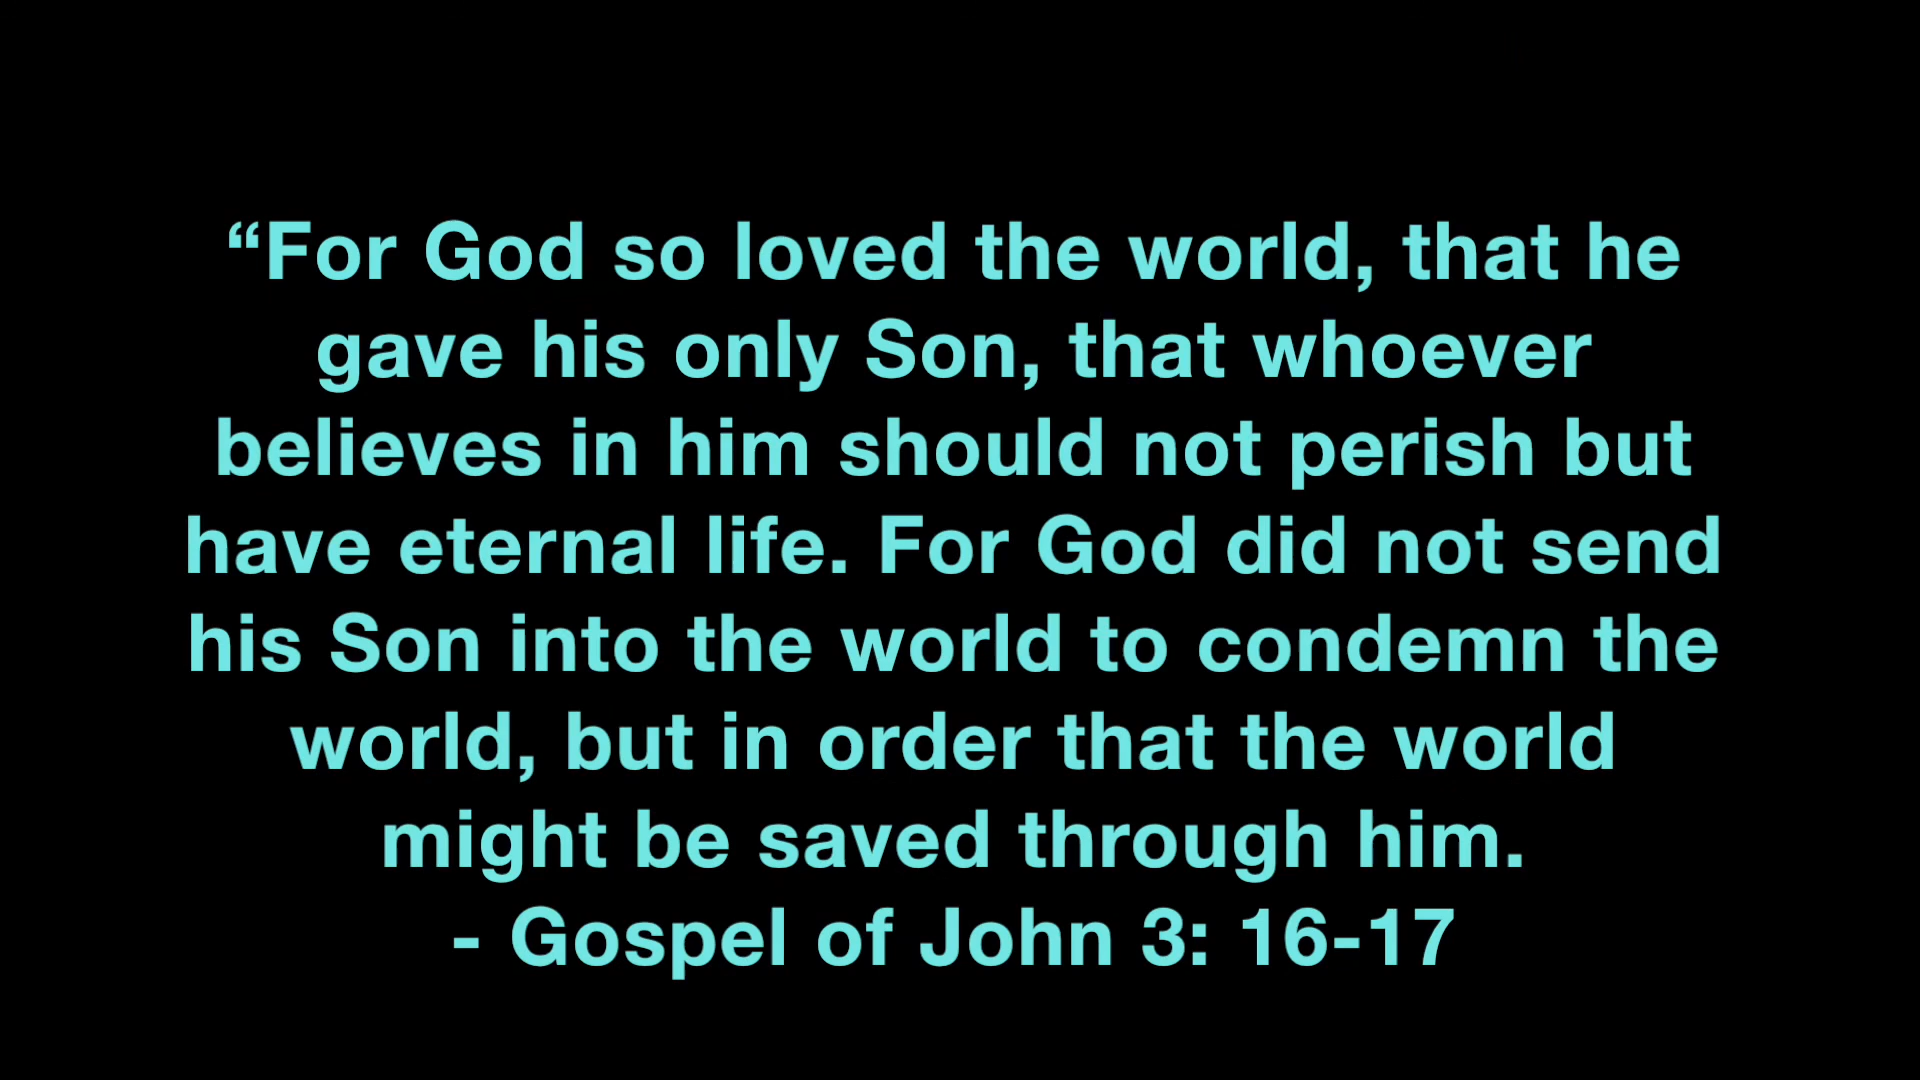 “For God so loved the world, that he
gave his only Son, that whoever
believes in him should not perish but
have eternal life. For God did not send
his Son into the world to condemn the
world, but in order that the world
might be saved through him.
- Gospel of John 3: 16-17